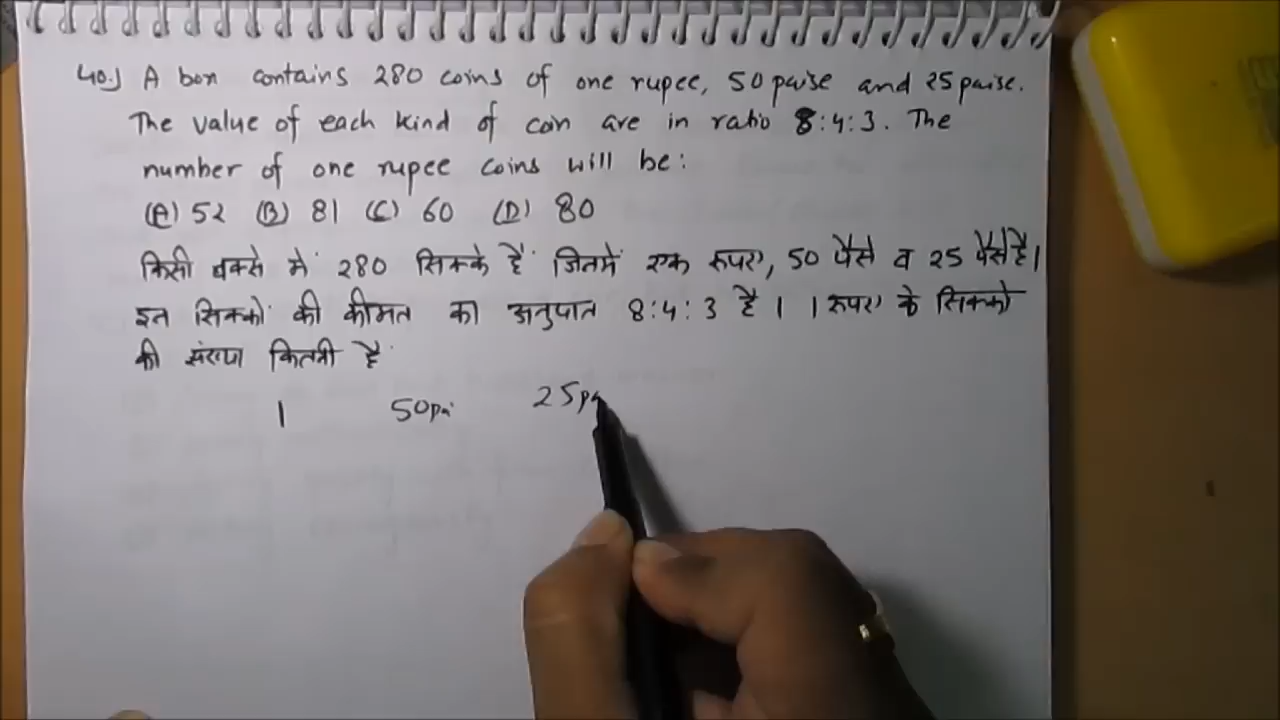 40.) A box contains 280 coins of one rupee, 50 paise and 25 paise.
The value of each kind of coin are in ratio 8:4:3. The
number of one rupee coins will be:
(A) 52 (B) 81 (C) 60 (D) 80
किसी बक्से में 280 सिक्के हैं जिनमें एक रूपए, 50 पैसे व 25 पैसे हैं।
इन सिक्कों की कीमत का अनुपात 8:4:3 है। 1 रूपए के सिक्को
की संख्या कितनी है
1 50pai 25pa